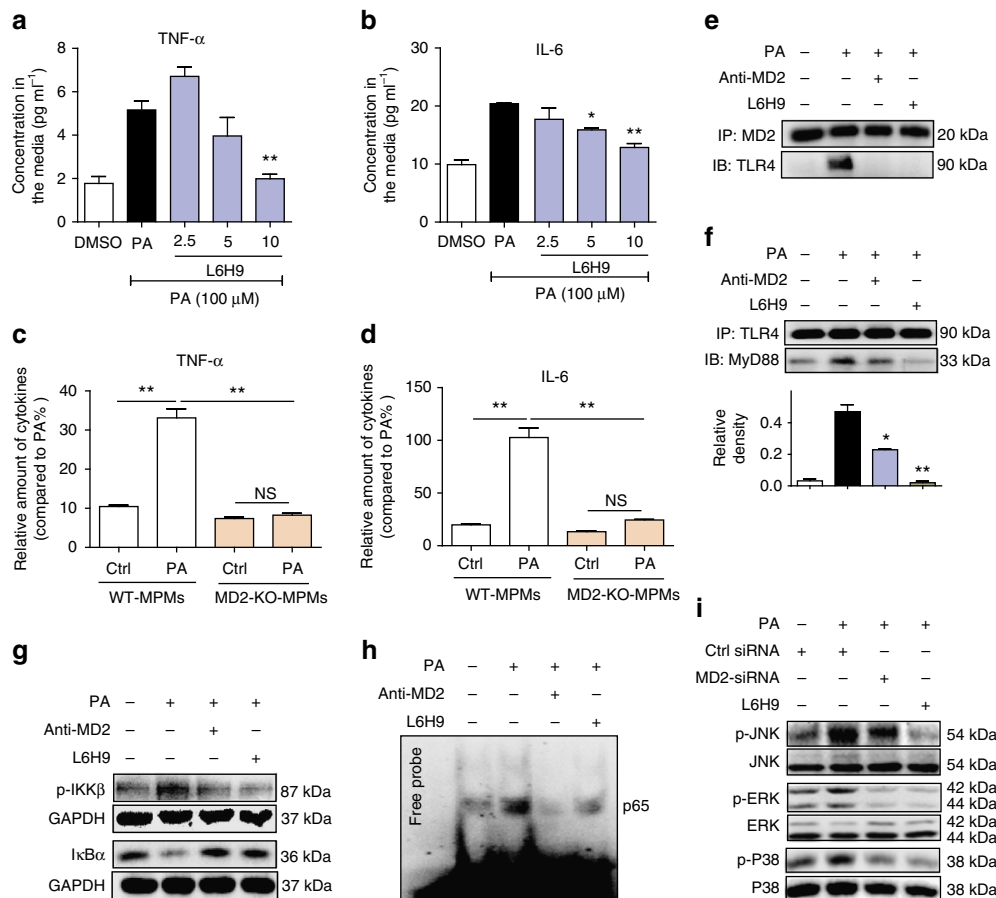 a
TNF-α
Concentration in
the media (pg ml⁻¹)
8
6
4
2
0
**
DMSO PA 2.5 5 10
L6H9
PA (100 μM)
b
IL-6
Concentration in
the media (pg ml⁻¹)
30
20
10
0
* **
DMSO PA 2.5 5 10
L6H9
PA (100 μM)
c
TNF-α
Relative amount of cytokines
(compared to PA%)
40
30
20
10
0
** **
NS
Ctrl PA Ctrl PA
WT-MPMs MD2-KO-MPMs
d
IL-6
Relative amount of cytokines
(compared to PA%)
150
100
50
0
** **
NS
Ctrl PA Ctrl PA
WT-MPMs MD2-KO-MPMs
e
PA – + + +
Anti-MD2 – – + –
L6H9 – – – +
IP: MD2 20 kDa
IB: TLR4 90 kDa
f
PA – + + +
Anti-MD2 – – + –
L6H9 – – – +
IP: TLR4 90 kDa
IB: MyD88 33 kDa
Relative
density
0.4
0.2
0.0
* **
g
PA – + + +
Anti-MD2 – – + –
L6H9 – – – +
p-IKKβ 87 kDa
GAPDH 37 kDa
IκBα 36 kDa
GAPDH 37 kDa
h
PA – + + +
Anti-MD2 – – + –
L6H9 – – – +
Free probe
p65
i
PA – + + +
Ctrl siRNA + + – –
MD2-siRNA – – + –
L6H9 – – – +
p-JNK 54 kDa
JNK 54 kDa
p-ERK 42 kDa
44 kDa
ERK 42 kDa
44 kDa
p-P38 38 kDa
P38 38 kDa